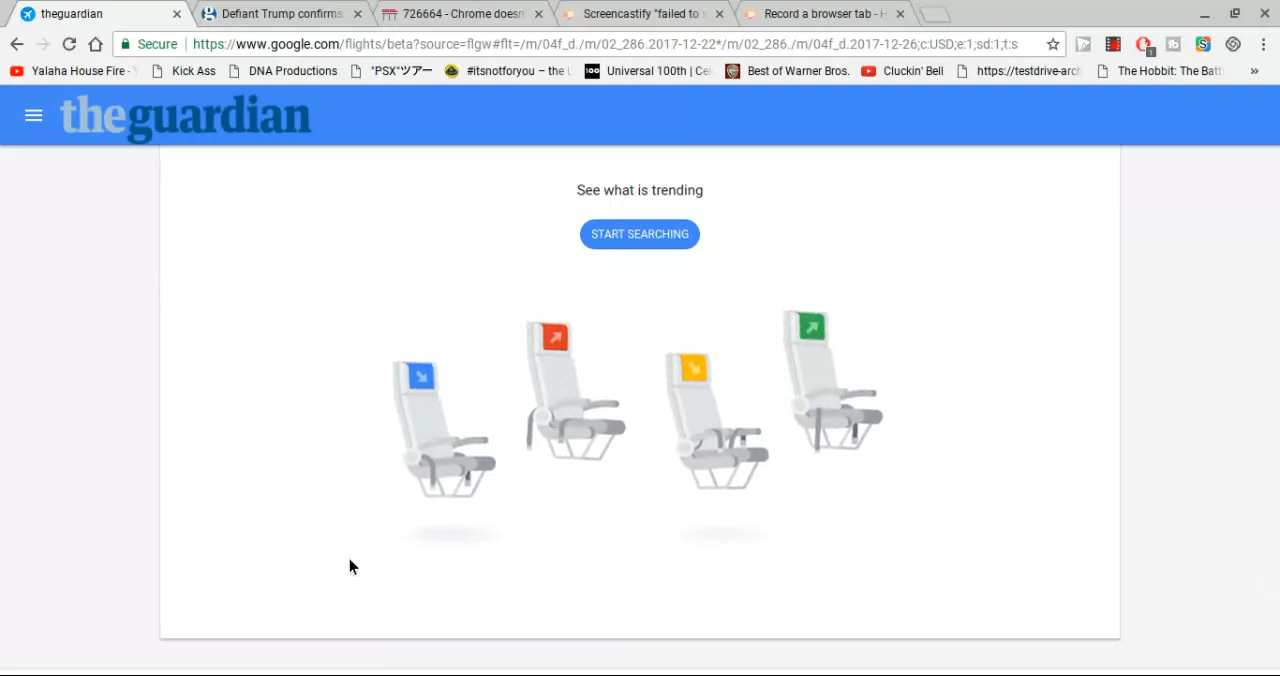 theguardian
Defiant Trump confirms
726664 - Chrome doesn
Screencastify "failed to s
Record a browser tab - H
Secure
https://www.google.com/flights/beta?source=flgw#flt=/m/04f_d./m/02_286.2017-12-22*/m/02_286./m/04f_d.2017-12-26;c:USD;e:1;sd:1;t:s
1
Yalaha House Fire -
Kick Ass
DNA Productions
"PSX"ツアー
#itsnotforyou – the L
100
Universal 100th | Cel
Best of Warner Bros.
Cluckin' Bell
https://testdrive-arch
The Hobbit: The Batt
»
theguardian
See what is trending
START SEARCHING